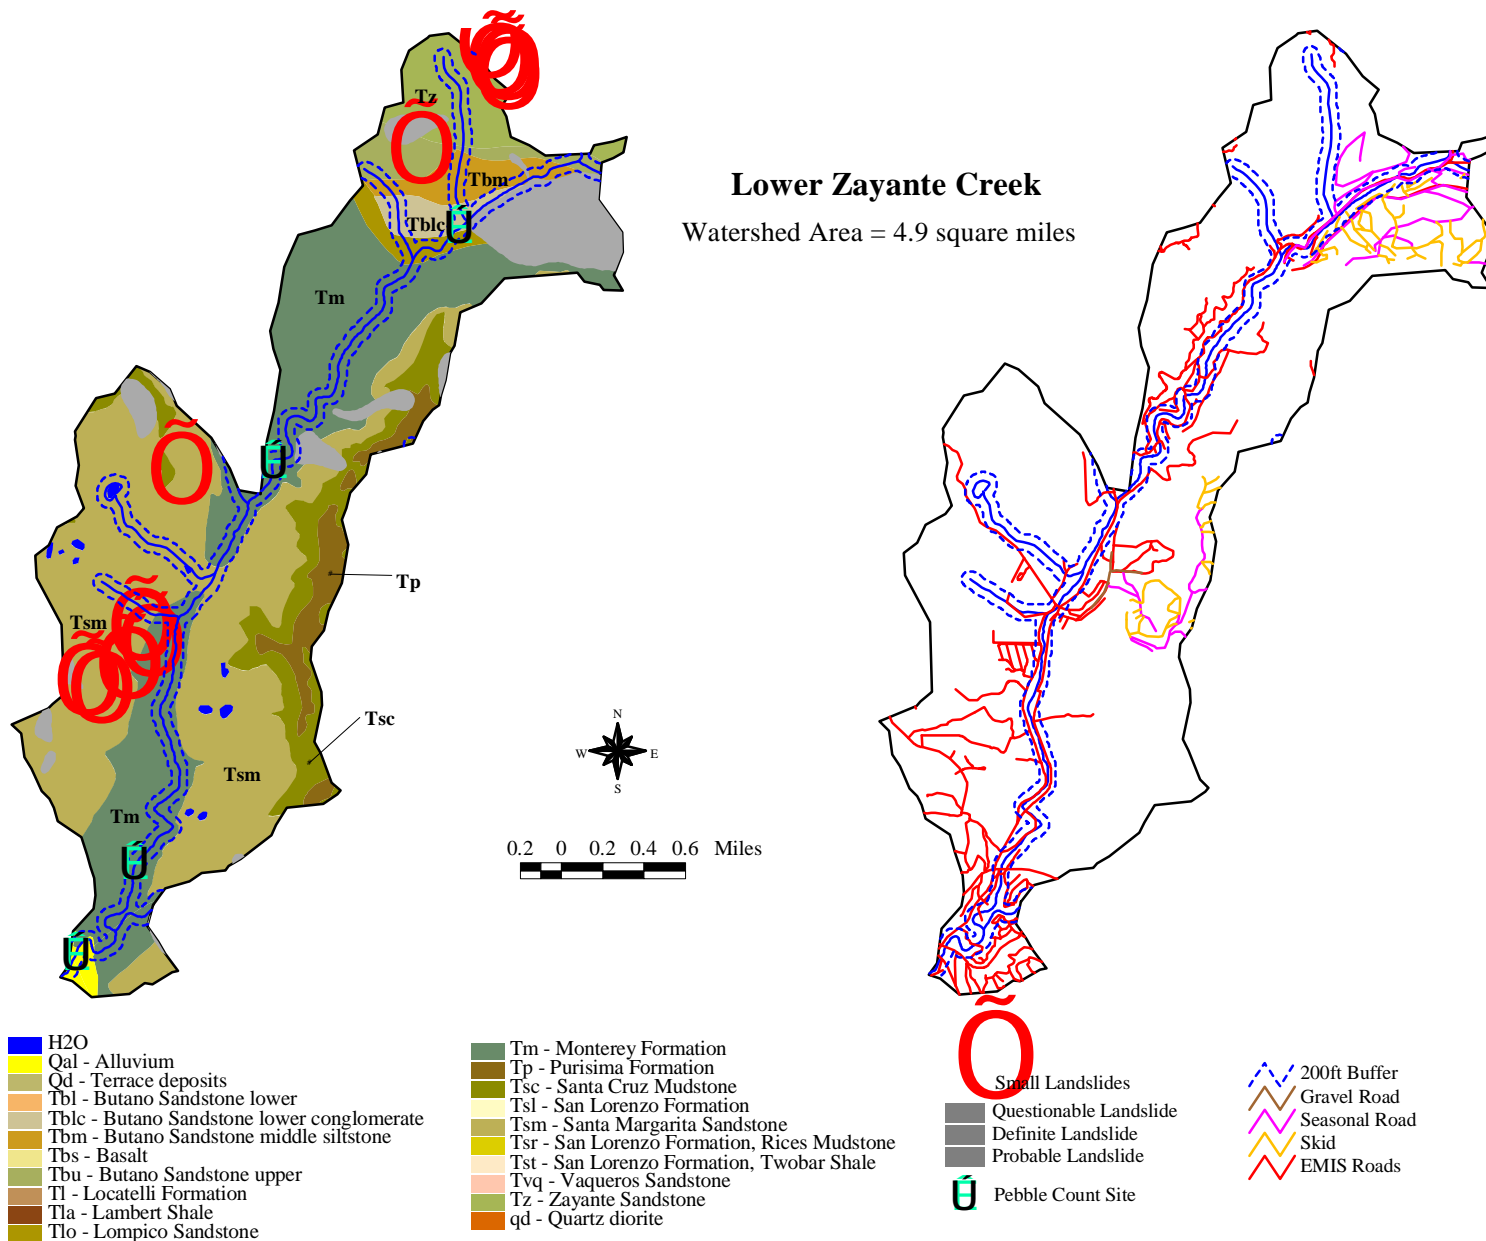 Lower Zayante Creek
Watershed Area = 4.9 square miles
Tz
Tbm
Tblc
Tm
Tp
Tsm
Tsc
Tsm
Tm
N
W E
S
0.2 0 0.2 0.4 0.6 Miles
H2O
Qal - Alluvium
Qd - Terrace deposits
Tbl - Butano Sandstone lower
Tblc - Butano Sandstone lower conglomerate
Tbm - Butano Sandstone middle siltstone
Tbs - Basalt
Tbu - Butano Sandstone upper
Tl - Locatelli Formation
Tla - Lambert Shale
Tlo - Lompico Sandstone
Tm - Monterey Formation
Tp - Purisima Formation
Tsc - Santa Cruz Mudstone
Tsl - San Lorenzo Formation
Tsm - Santa Margarita Sandstone
Tsr - San Lorenzo Formation, Rices Mudstone
Tst - San Lorenzo Formation, Twobar Shale
Tvq - Vaqueros Sandstone
Tz - Zayante Sandstone
qd - Quartz diorite
Small Landslides
Questionable Landslide
Definite Landslide
Probable Landslide
Pebble Count Site
200ft Buffer
Gravel Road
Seasonal Road
Skid
EMIS Roads